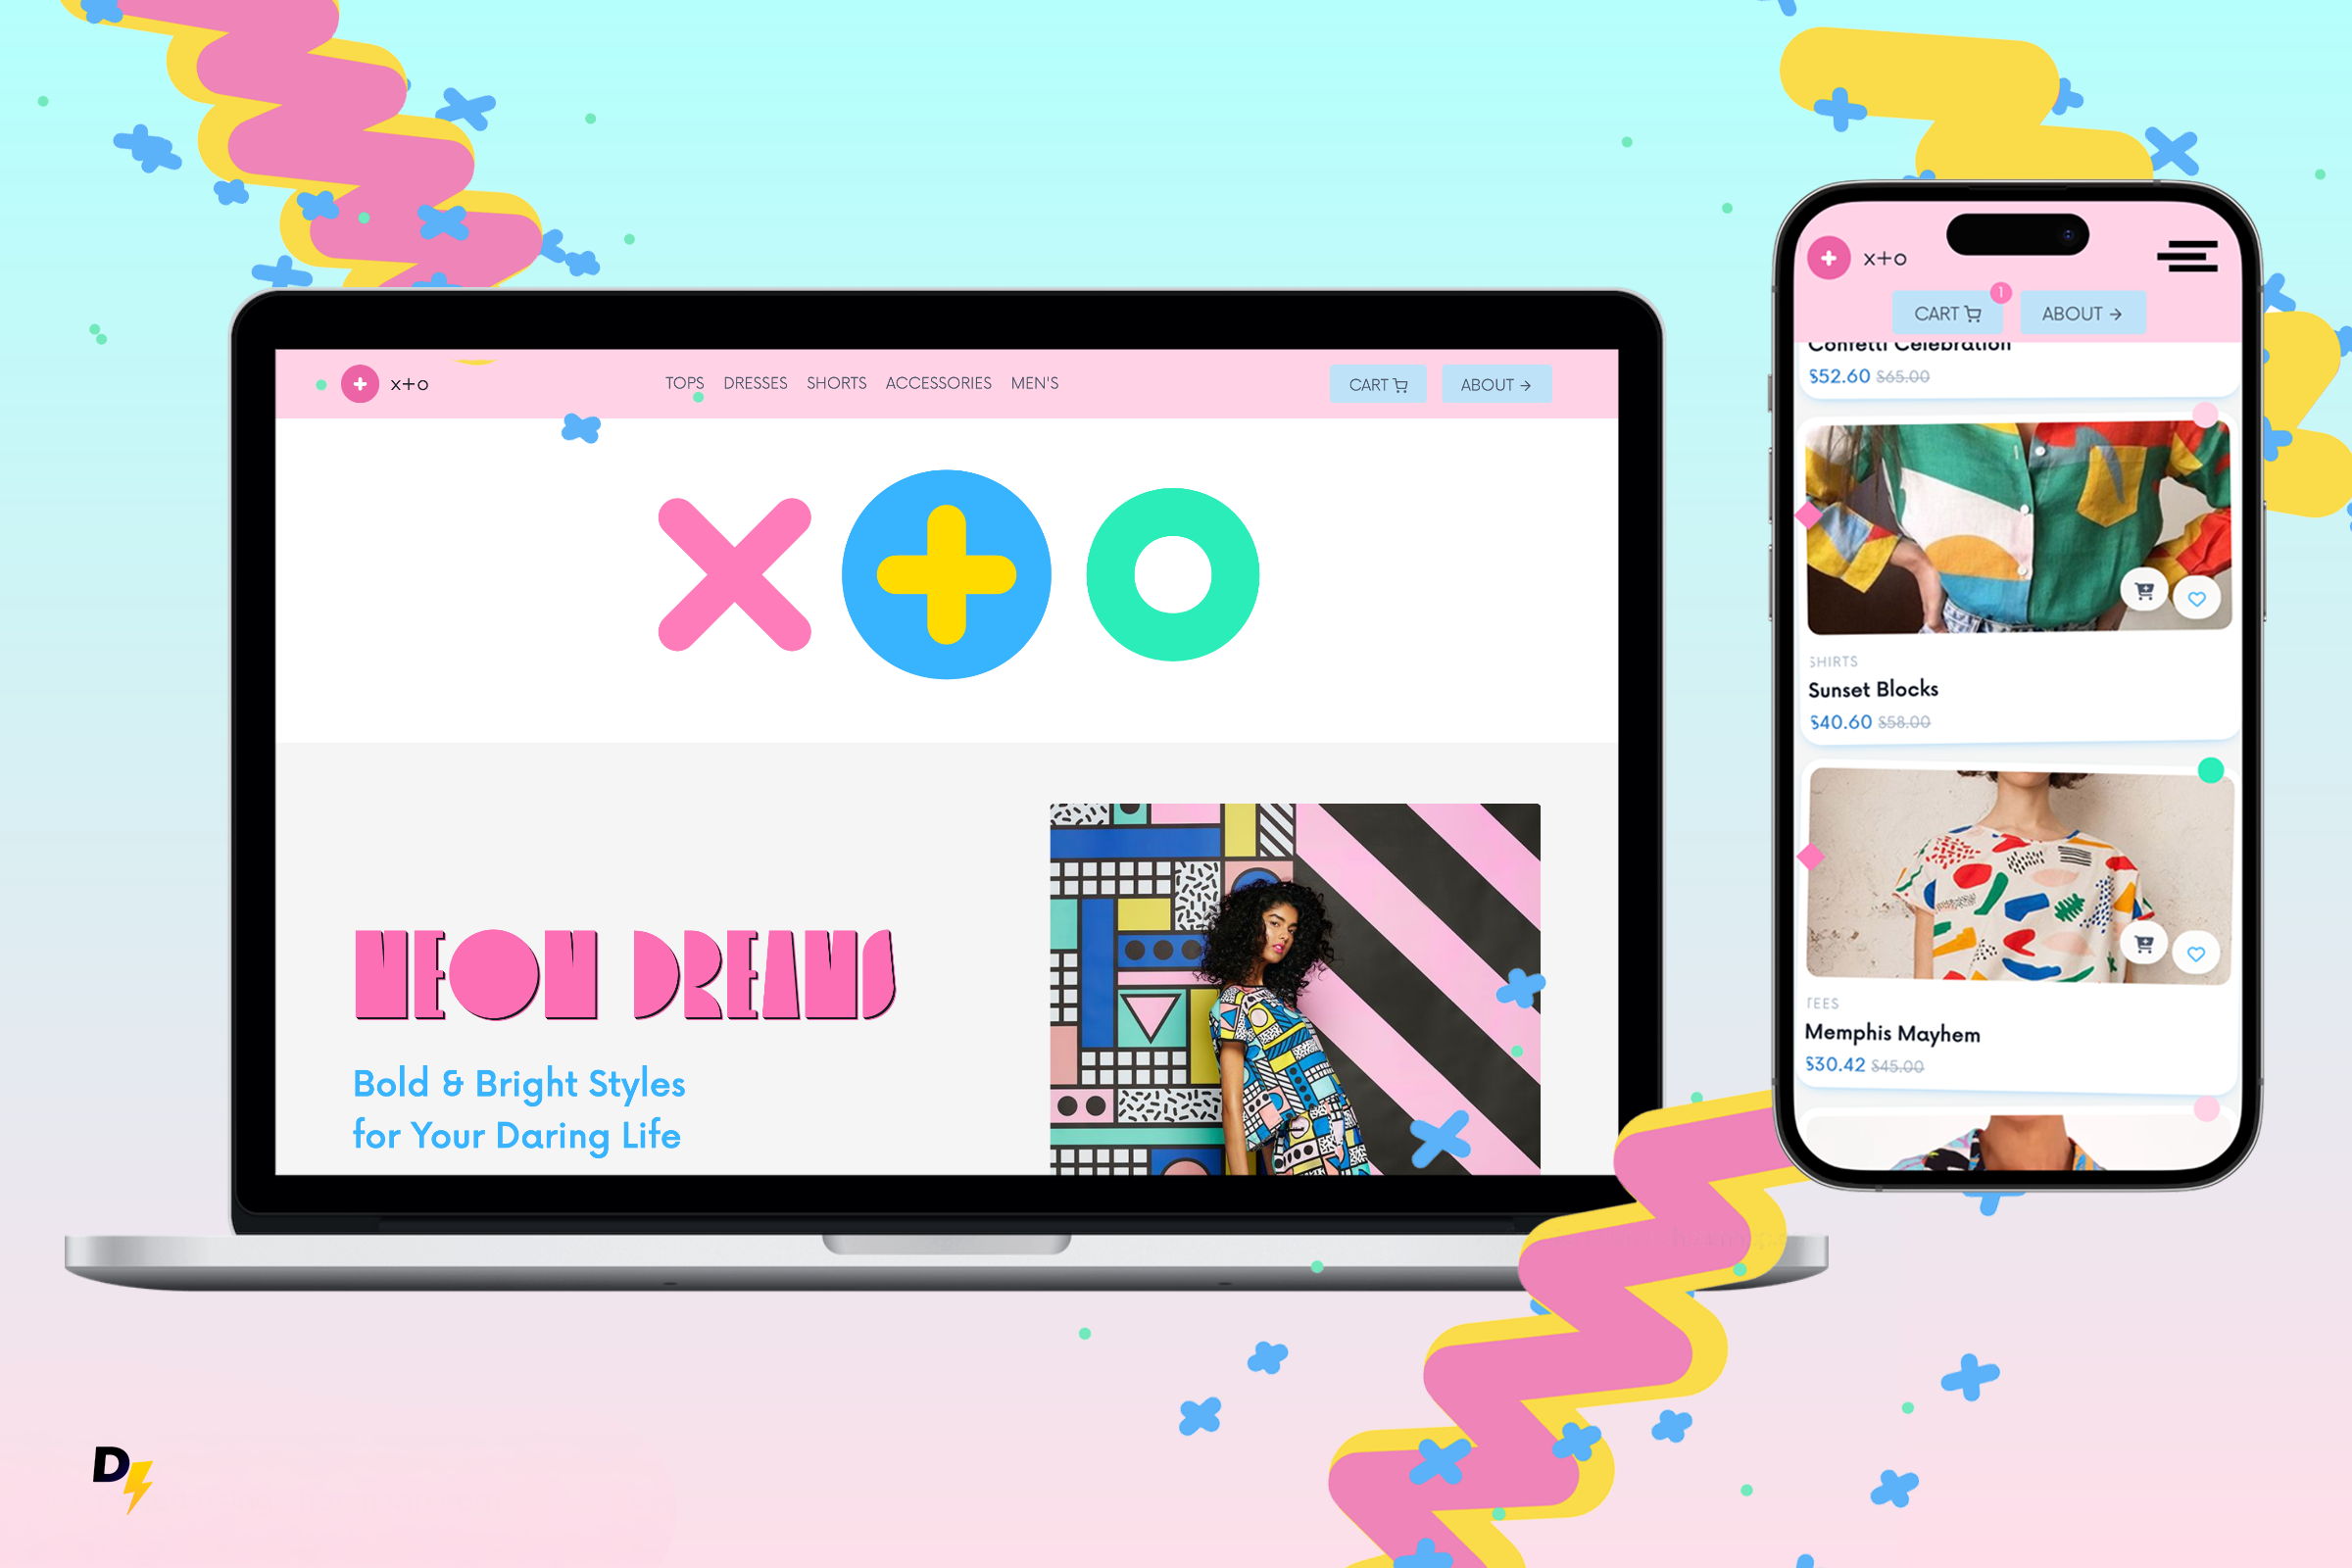 x+o
TOPS DRESSES SHORTS ACCESSORIES MEN'S
CART
ABOUT
x+o
NEON DREAMS
Bold & Bright Styles
for Your Daring Life
x+o
CART
1
ABOUT
Confetti Celebration
$52.60 $65.00
SHIRTS
Sunset Blocks
$40.60 $58.00
TEES
Memphis Mayhem
$30.42 $45.00
D